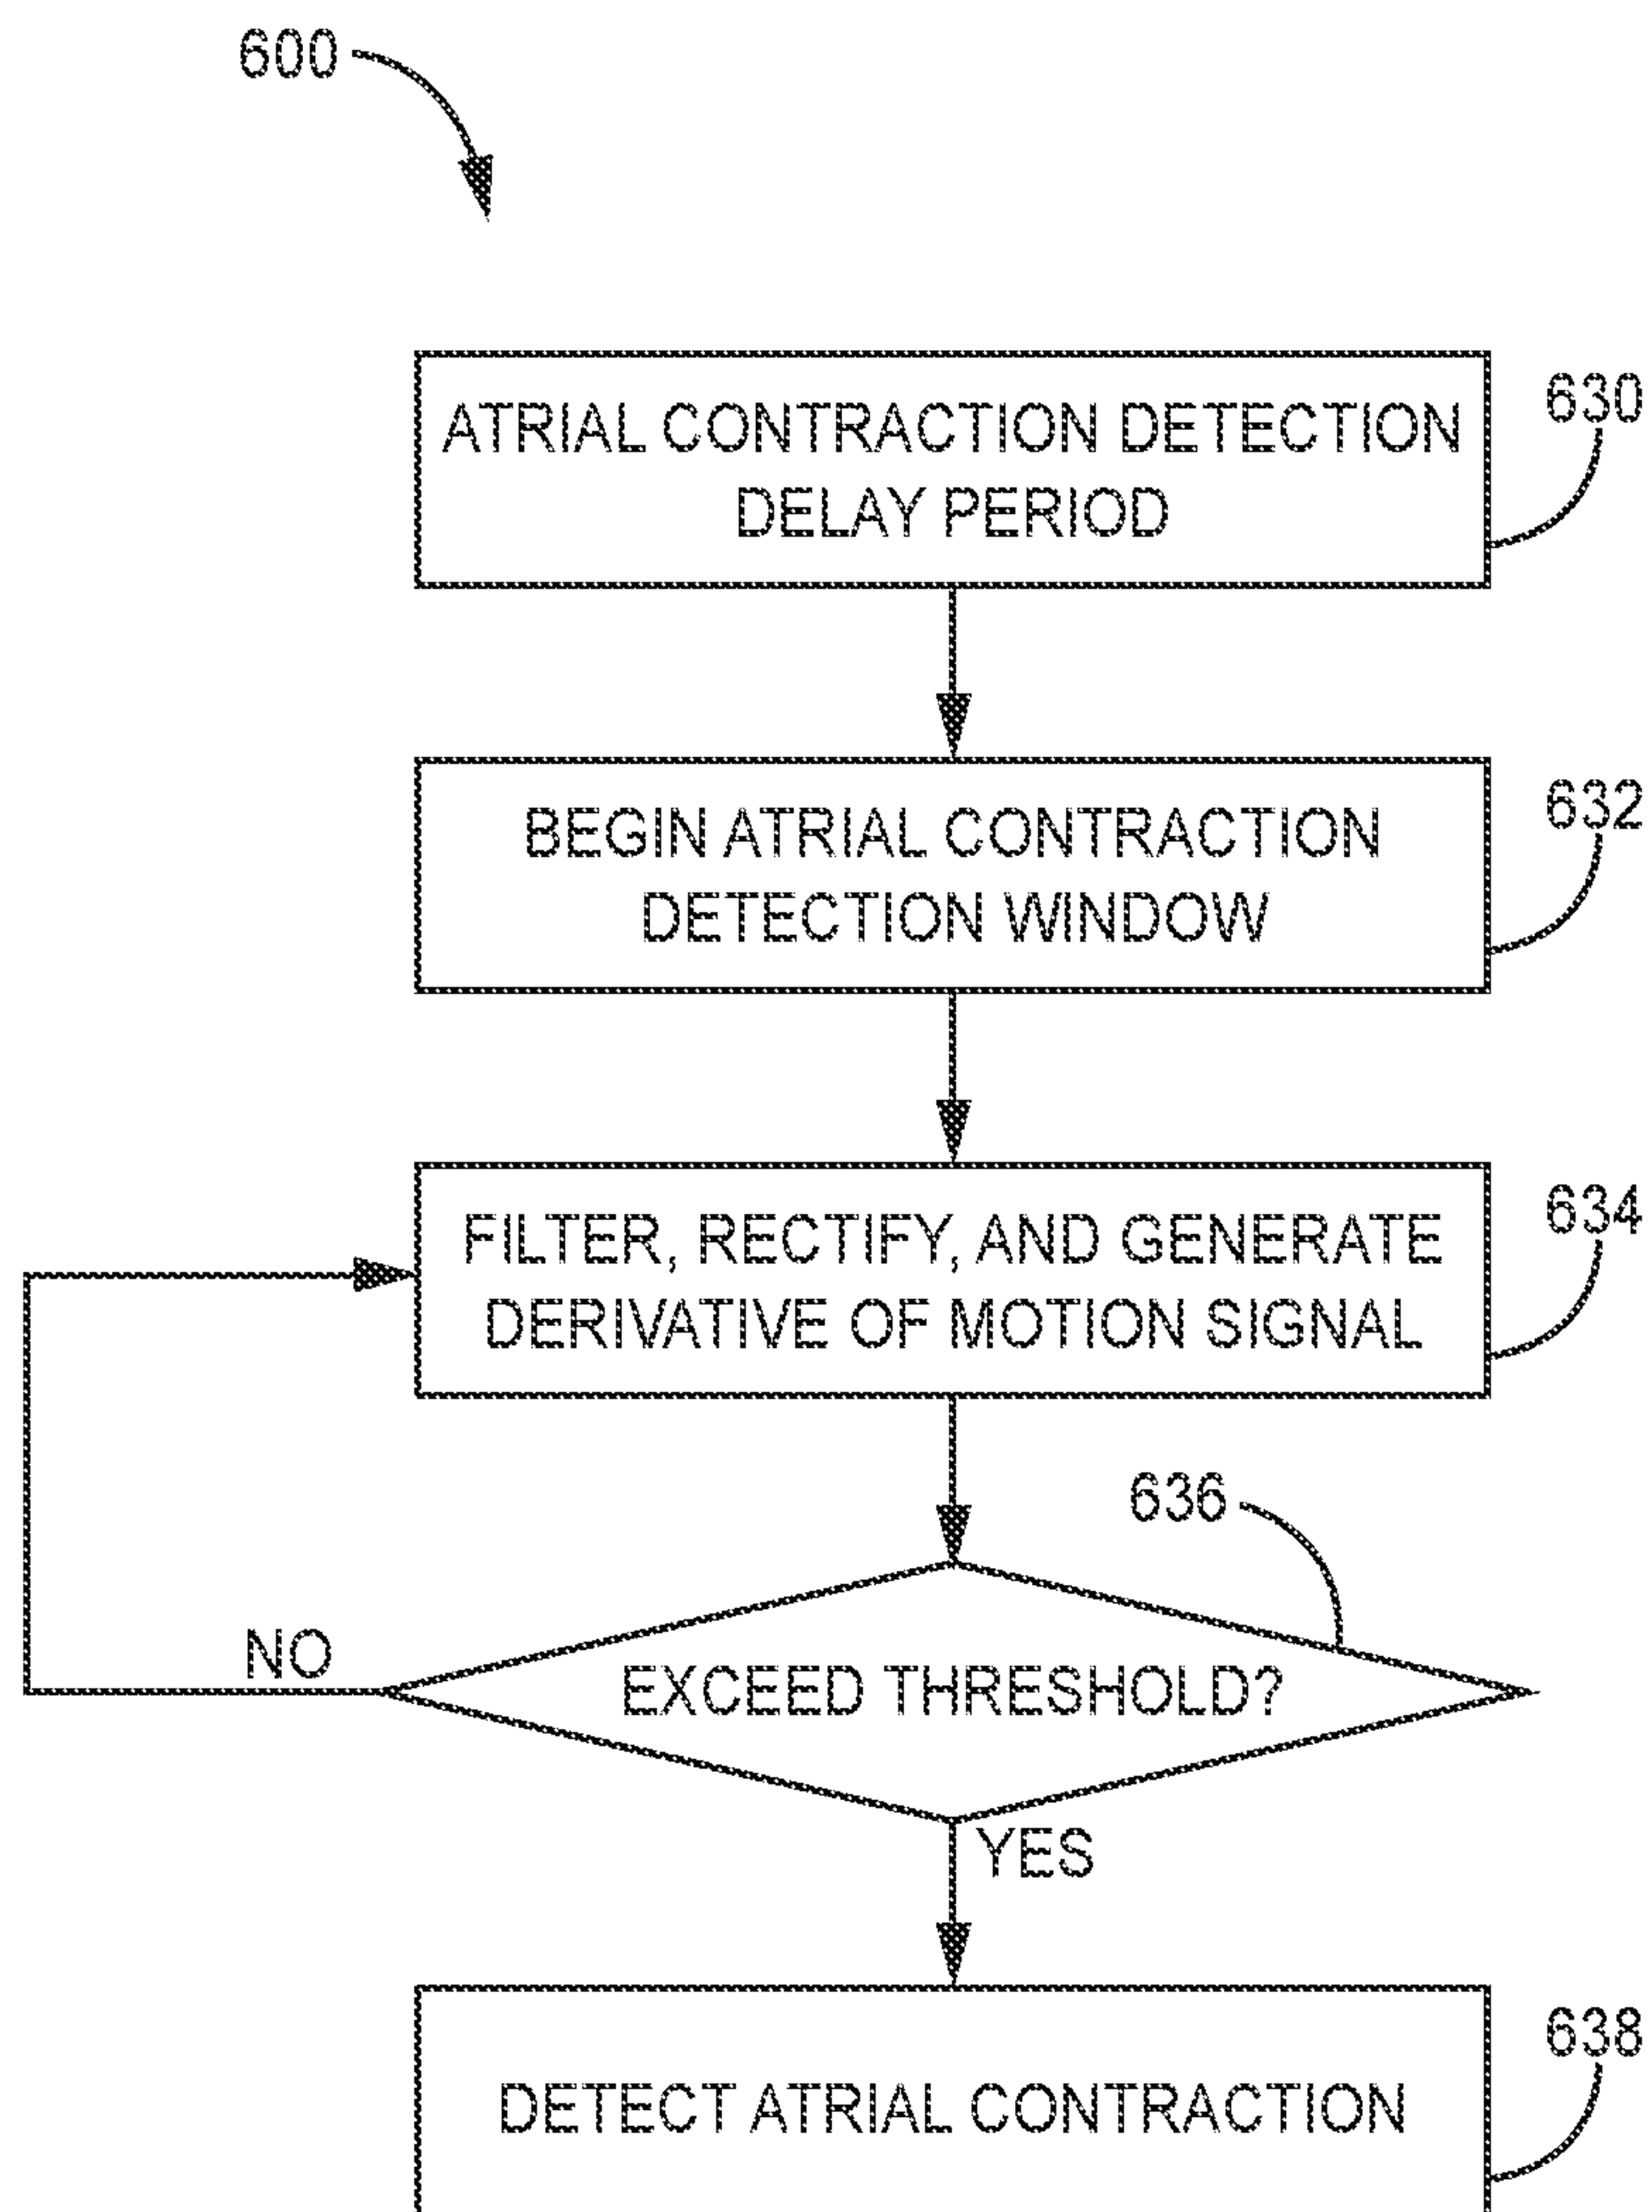 600
ATRIAL CONTRACTION DETECTION
DELAY PERIOD
630
BEGIN ATRIAL CONTRACTION
DETECTION WINDOW
632
FILTER, RECTIFY, AND GENERATE
DERIVATIVE OF MOTION SIGNAL
634
636
EXCEED THRESHOLD?
NO
YES
DETECT ATRIAL CONTRACTION
638